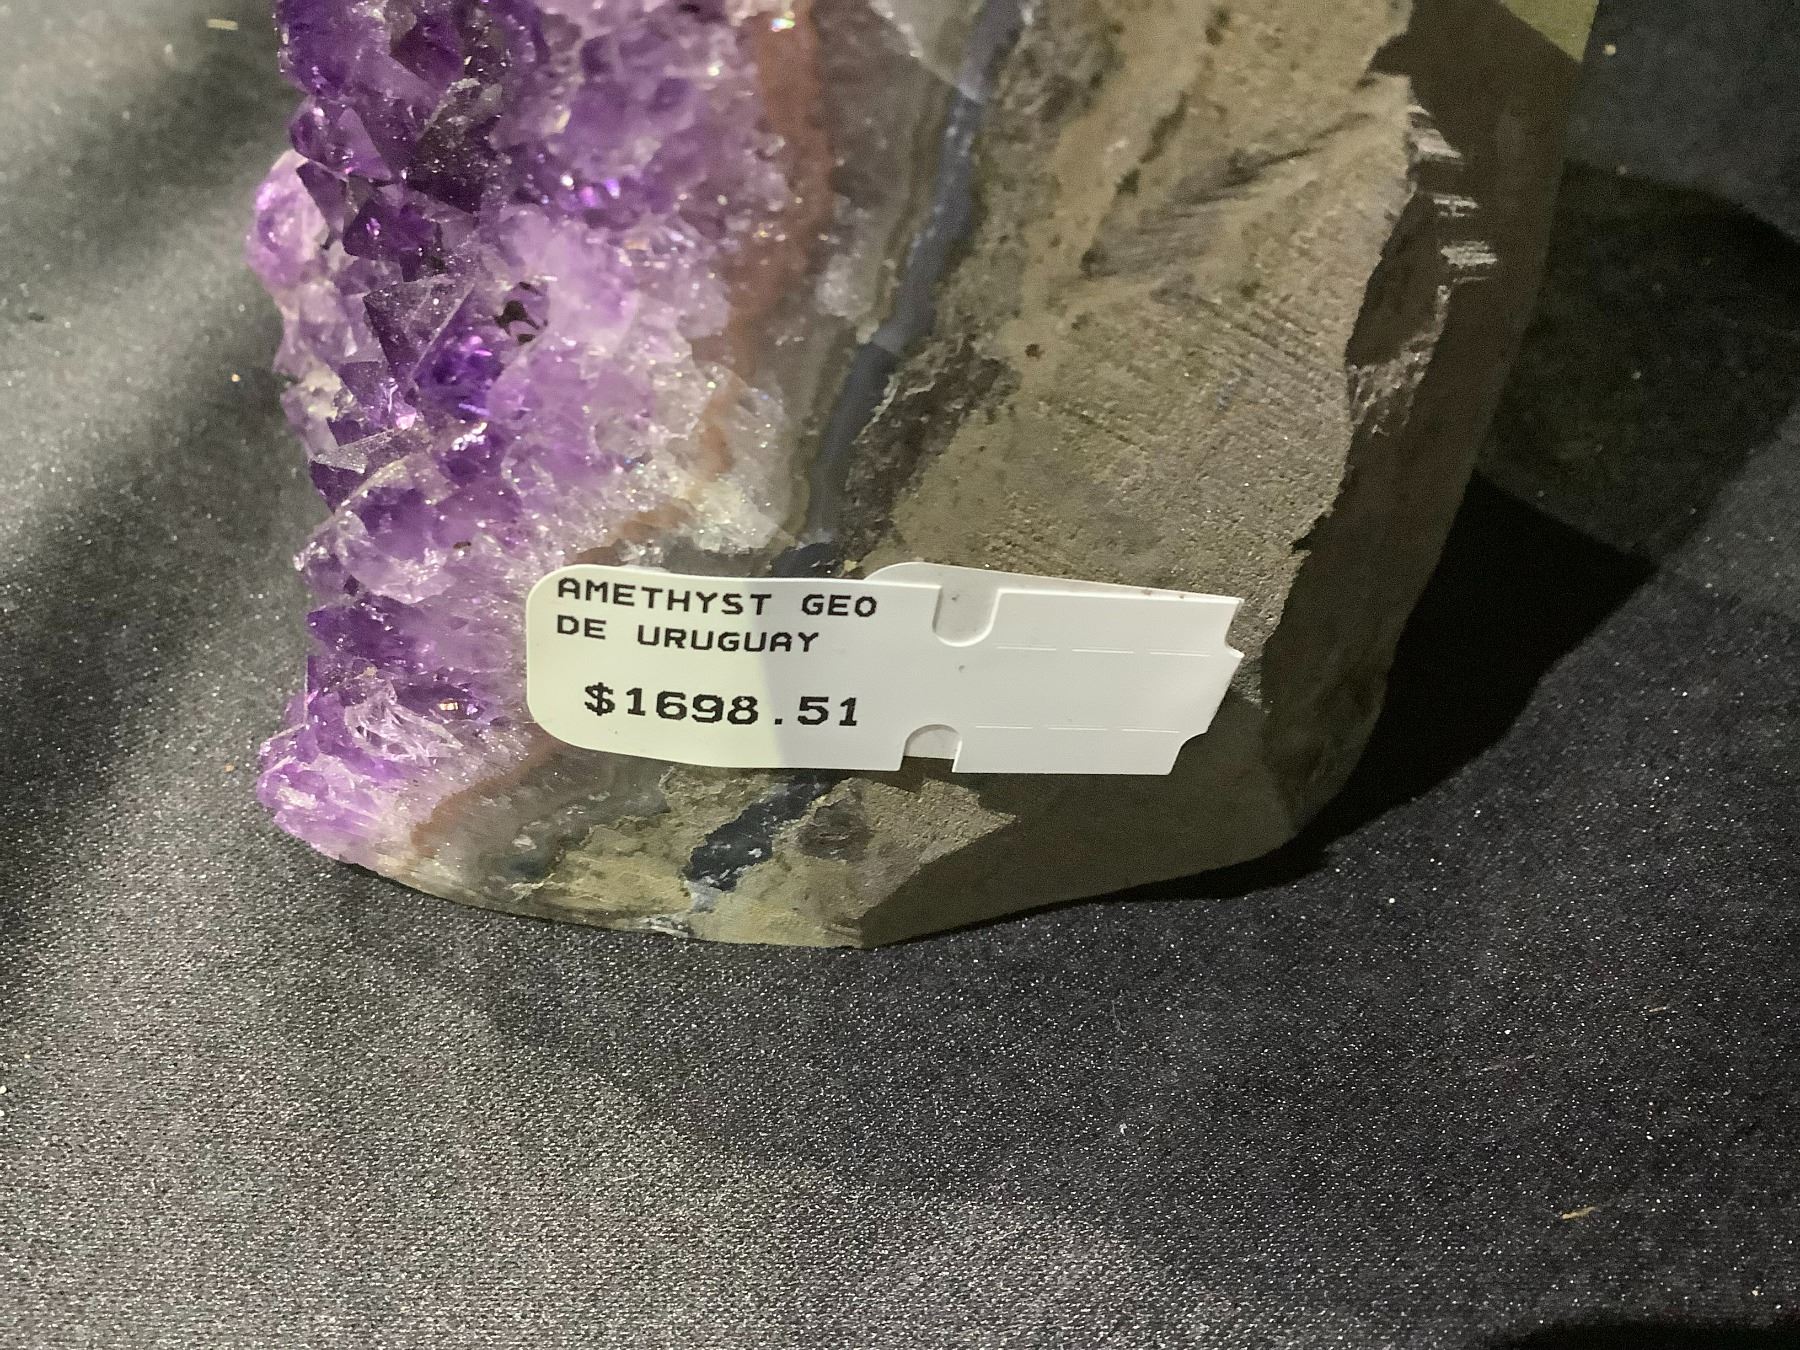 AMETHYST GEO
DE URUGUAY
$1698.51